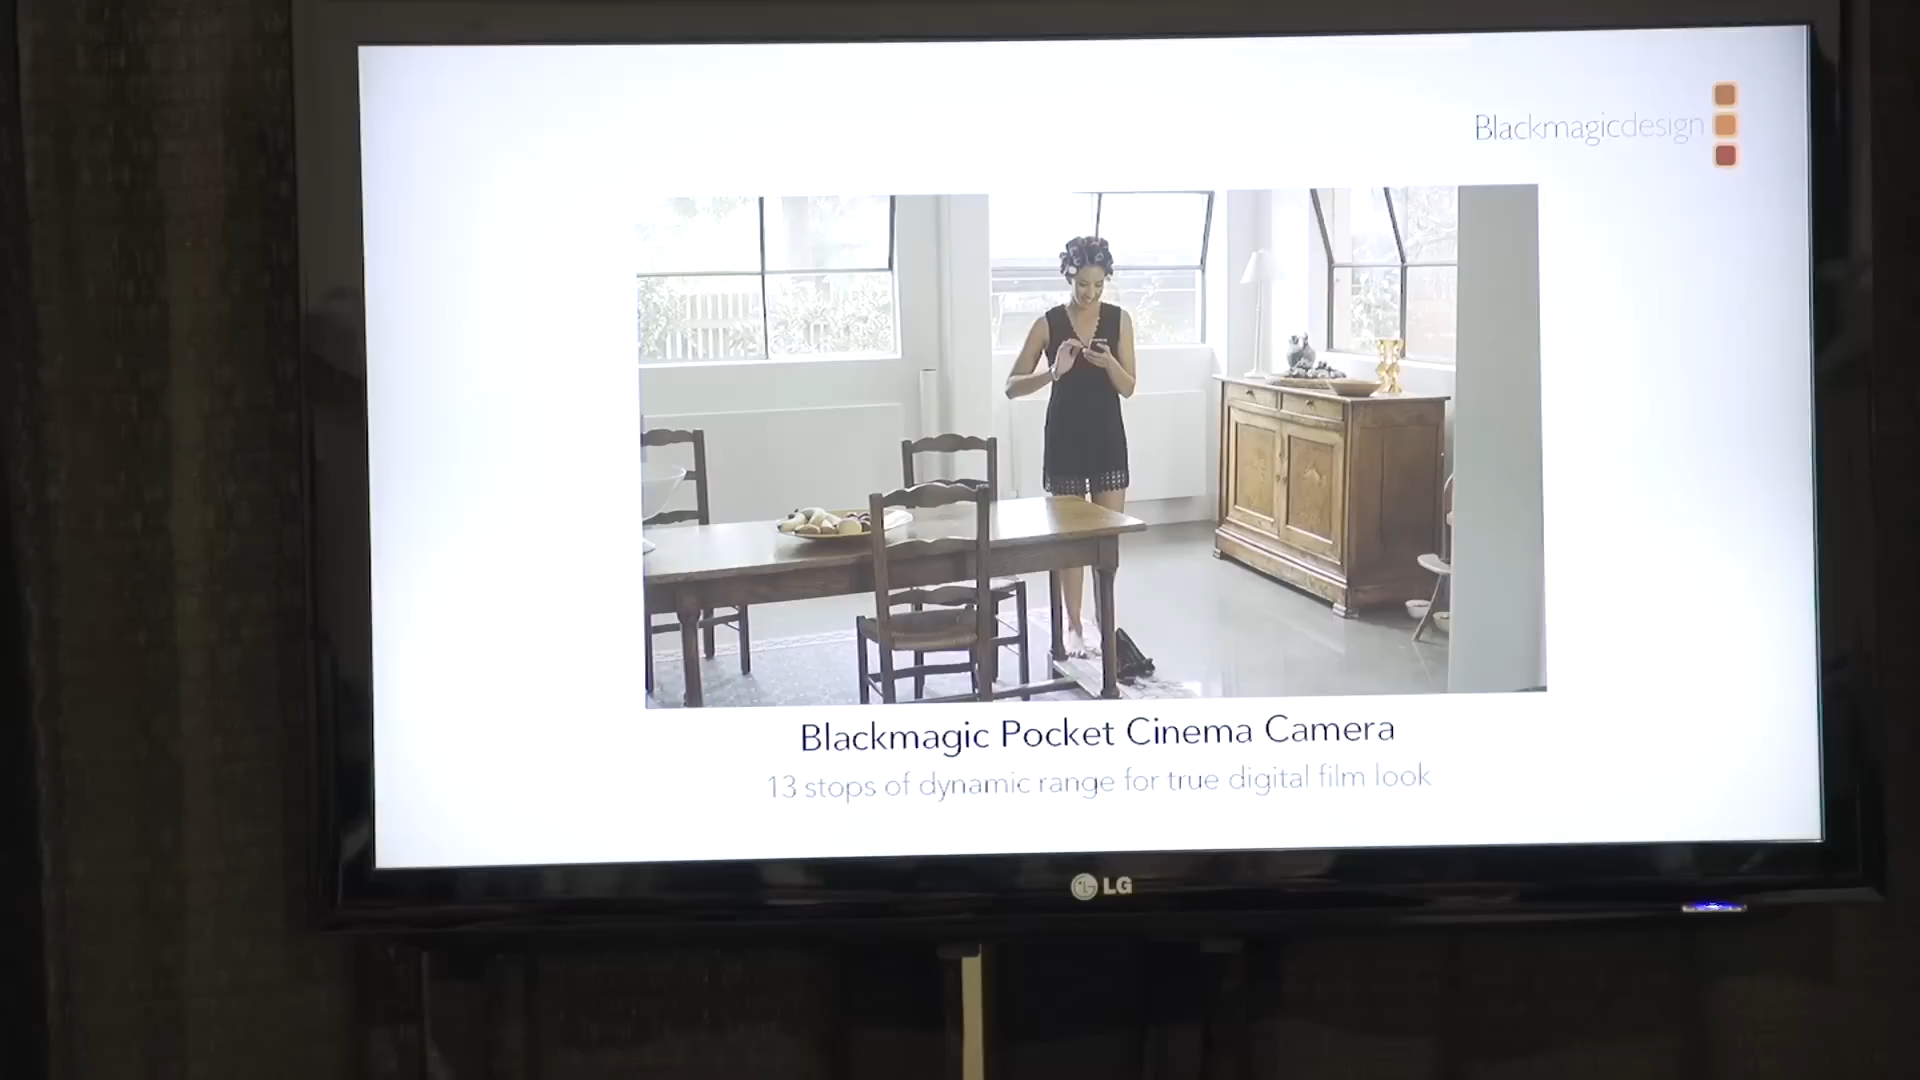 Blackmagicdesign
Blackmagic Pocket Cinema Camera
13 stops of dynamic range for true digital film look
LG